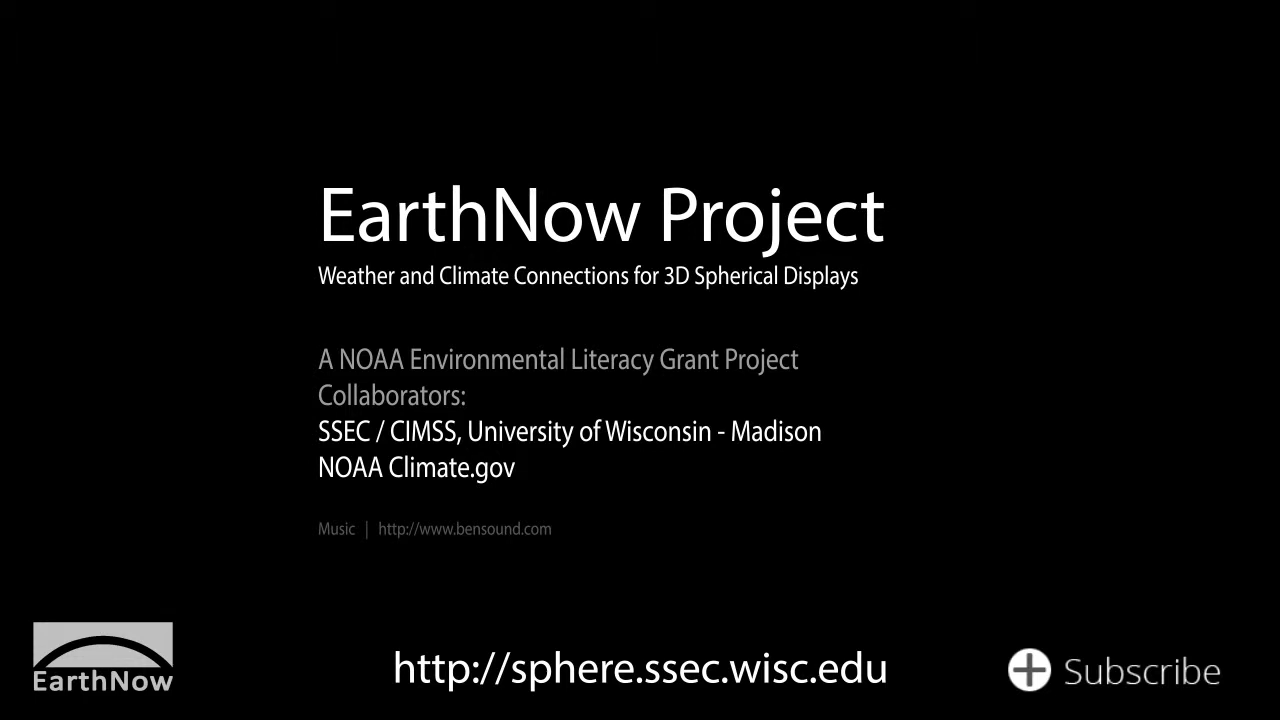 EarthNow Project
Weather and Climate Connections for 3D Spherical Displays
A NOAA Environmental Literacy Grant Project
Collaborators:
SSEC / CIMSS, University of Wisconsin - Madison
NOAA Climate.gov
Music | http://www.bensound.com
EarthNow
http://sphere.ssec.wisc.edu
Subscribe